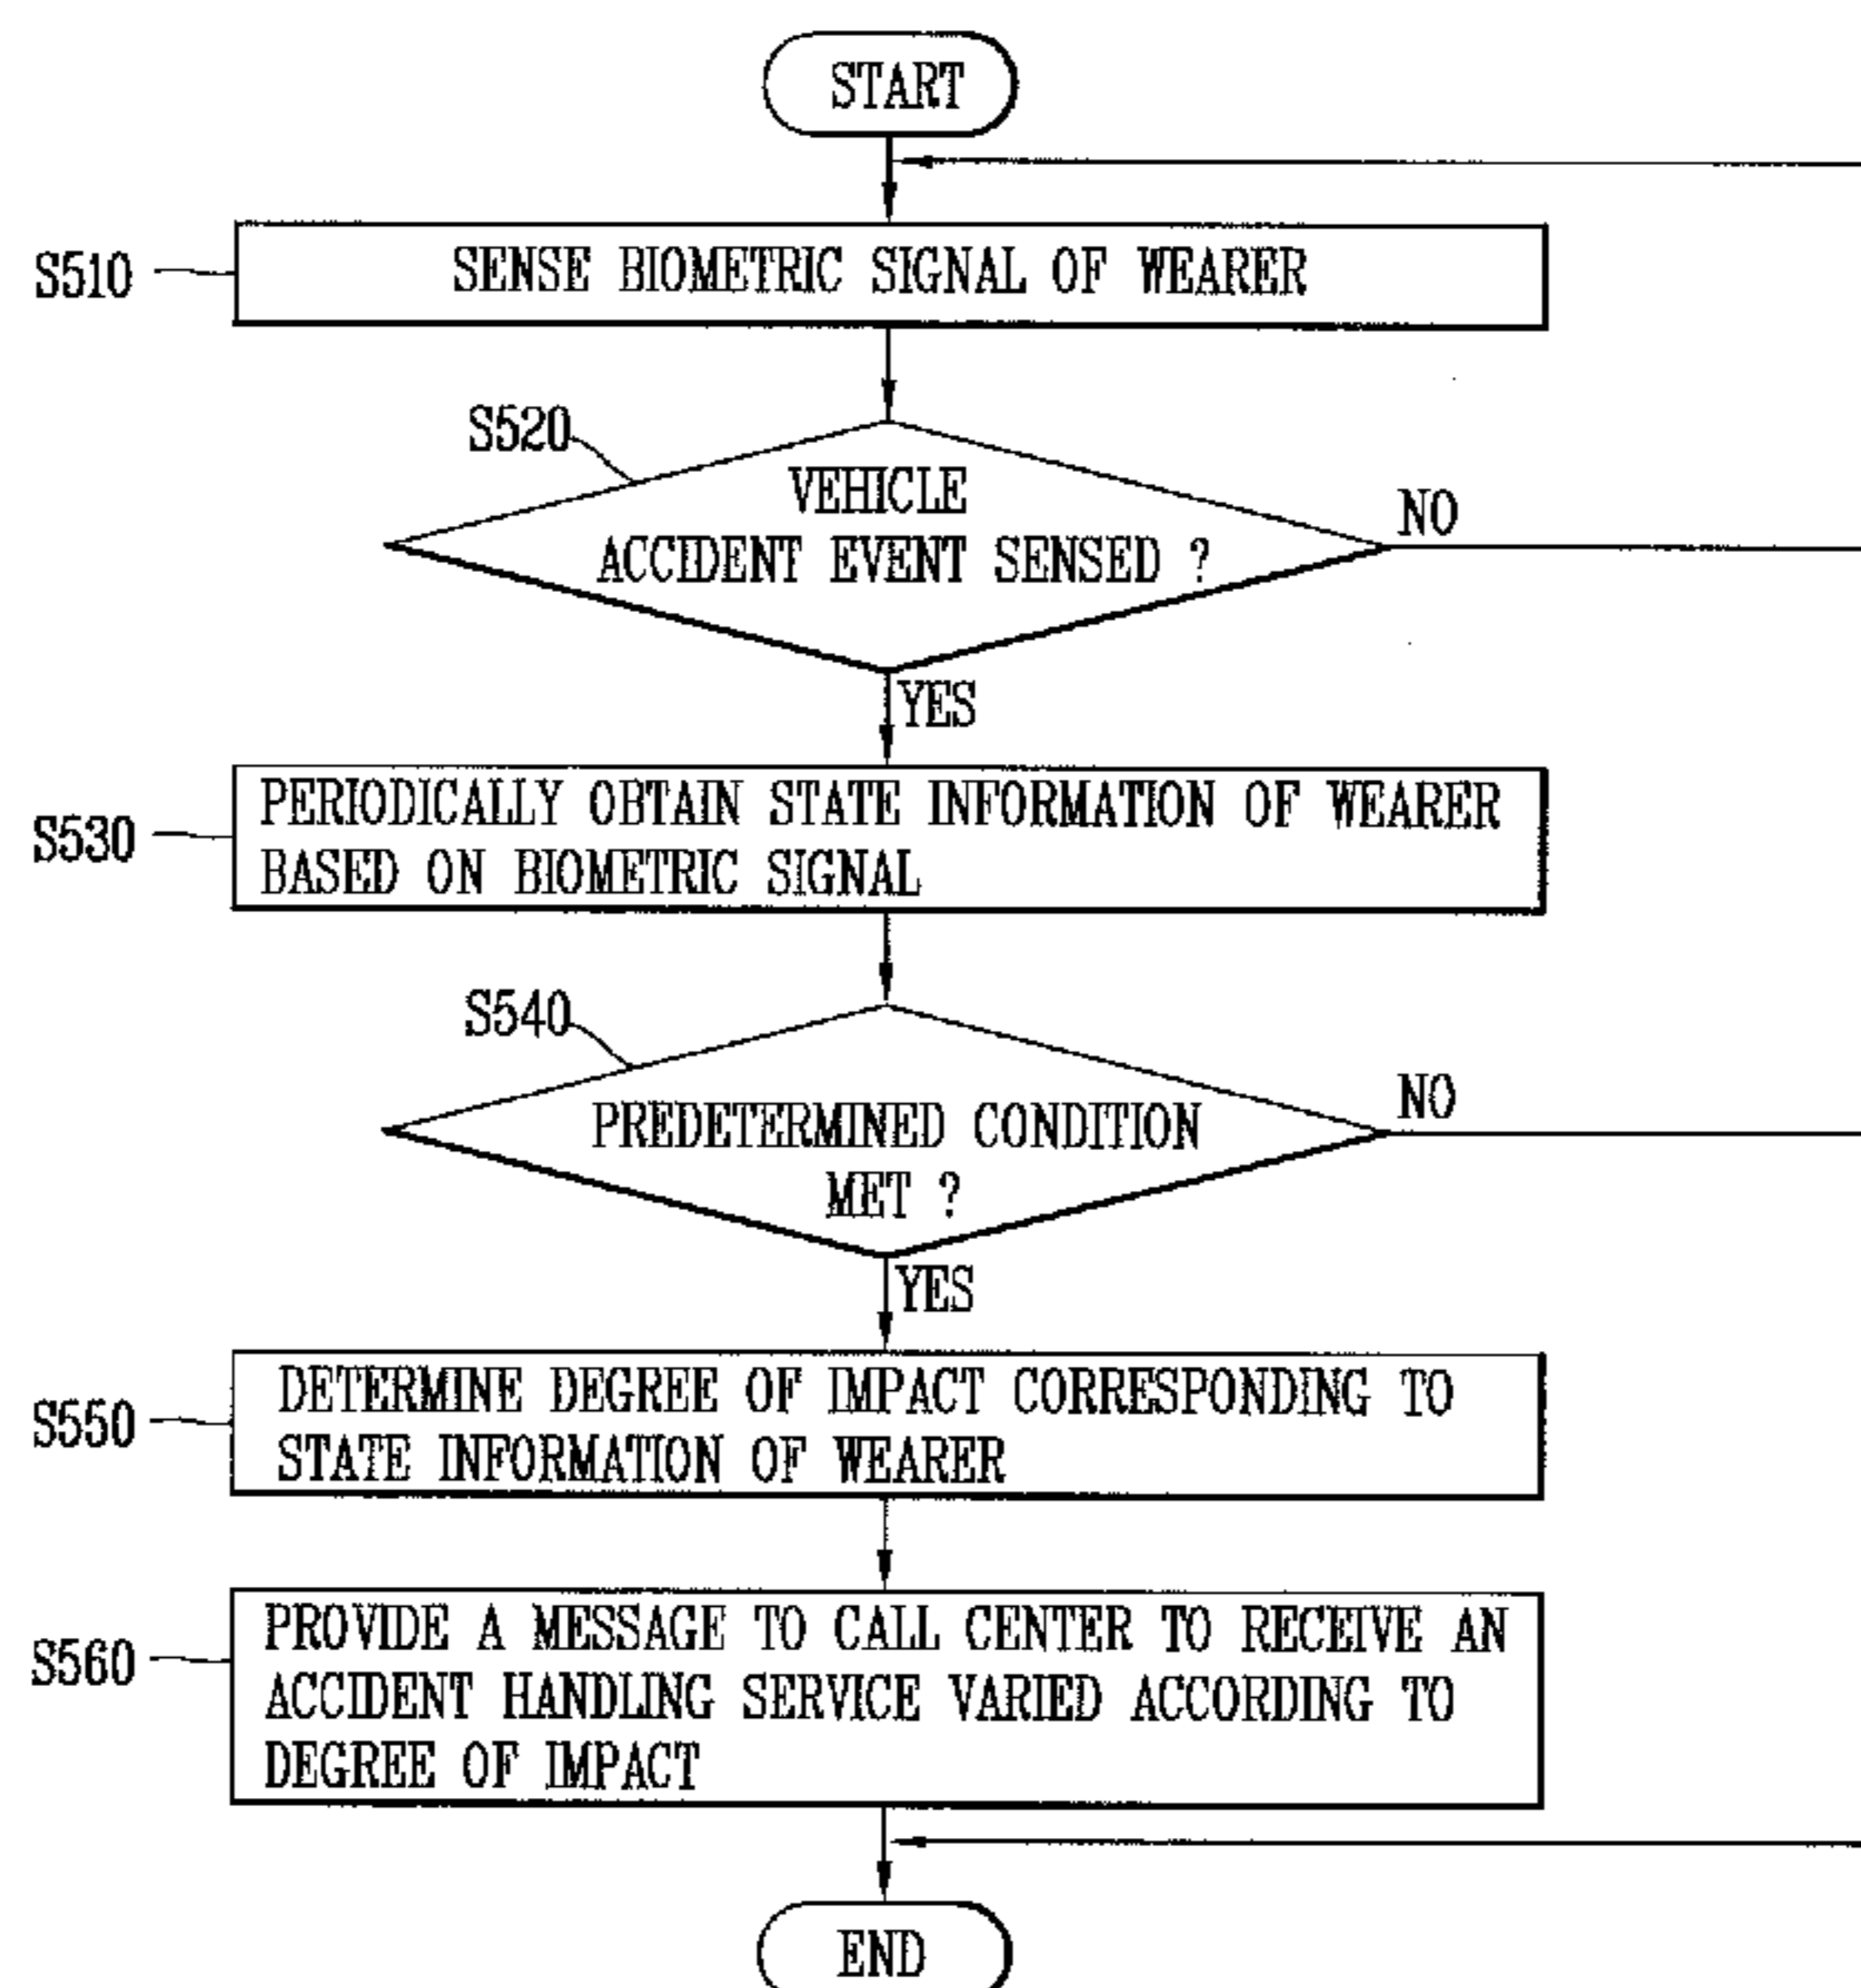 START
S510
SENSE BIOMETRIC SIGNAL OF WEARER
S520
VEHICLE
ACCIDENT EVENT SENSED ?
NO
YES
S530
PERIODICALLY OBTAIN STATE INFORMATION OF WEARER
BASED ON BIOMETRIC SIGNAL
S540
PREDETERMINED CONDITION
MET ?
NO
YES
S550
DETERMINE DEGREE OF IMPACT CORRESPONDING TO
STATE INFORMATION OF WEARER
S560
PROVIDE A MESSAGE TO CALL CENTER TO RECEIVE AN
ACCIDENT HANDLING SERVICE VARIED ACCORDING TO
DEGREE OF IMPACT
END